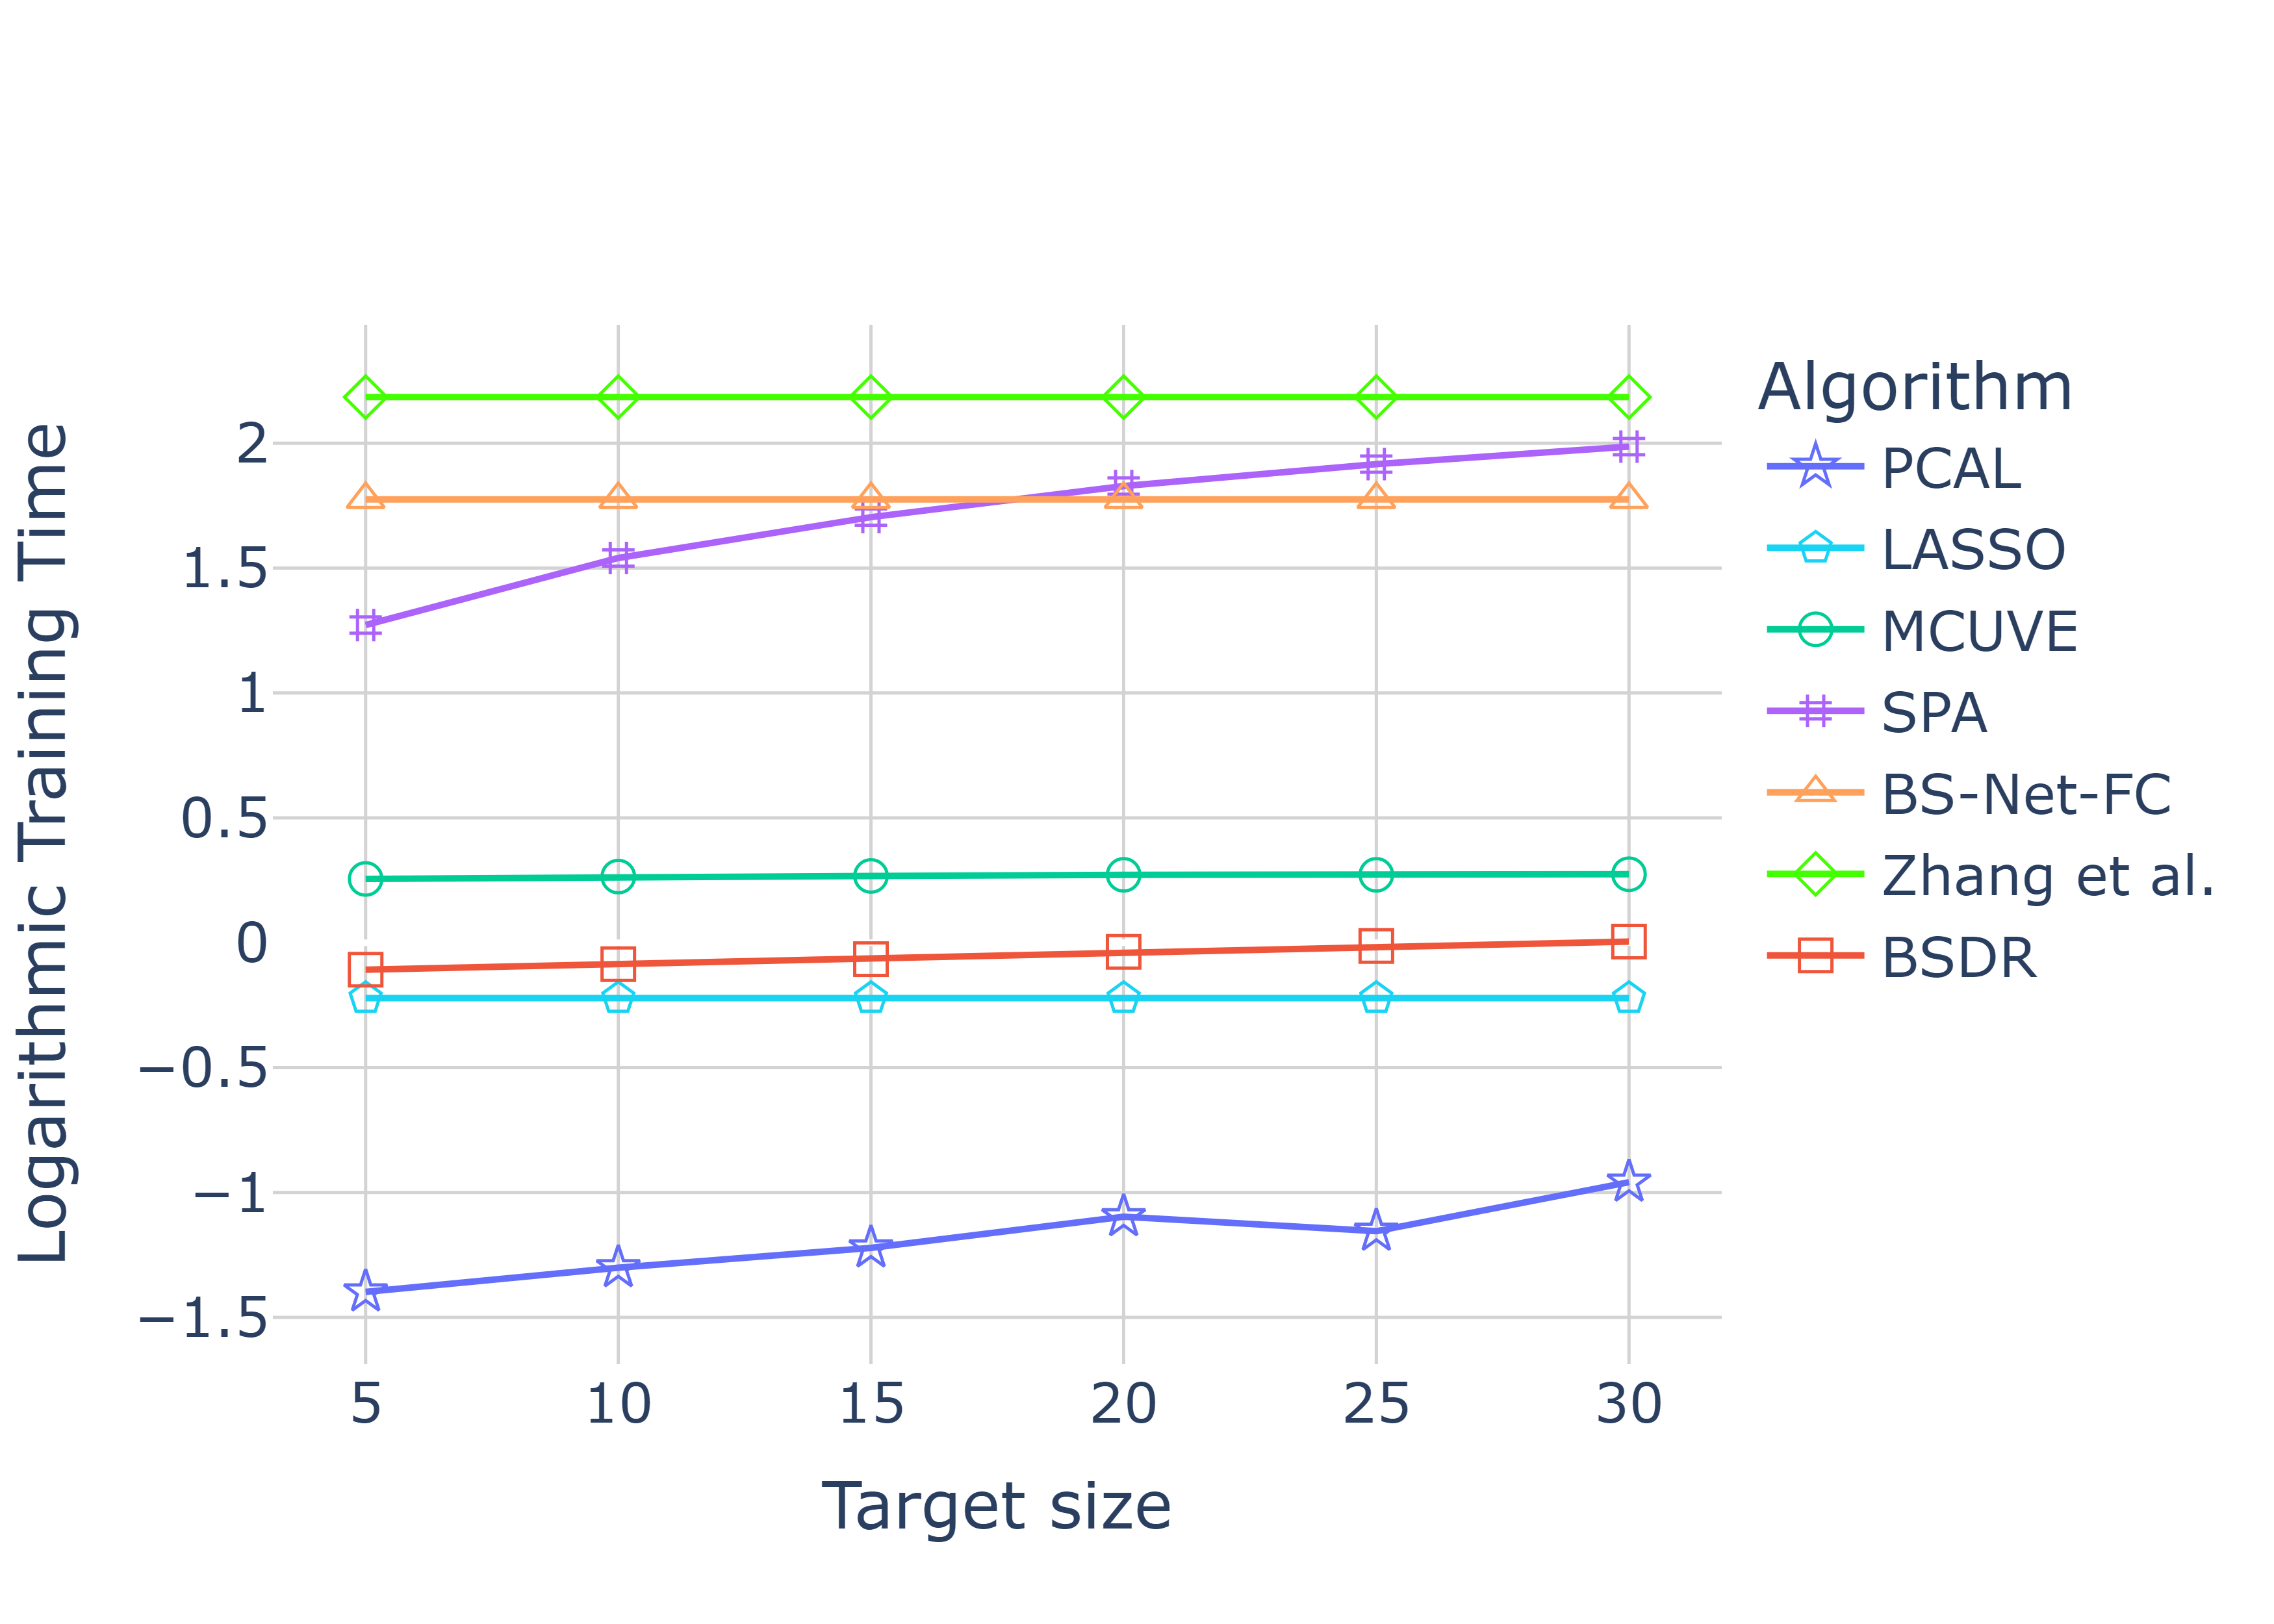 Logarithmic Training Time
2
1.5
1
0.5
0
−0.5
−1
−1.5
5 10 15 20 25 30
Target size
Algorithm
PCAL
LASSO
MCUVE
SPA
BS-Net-FC
Zhang et al.
BSDR